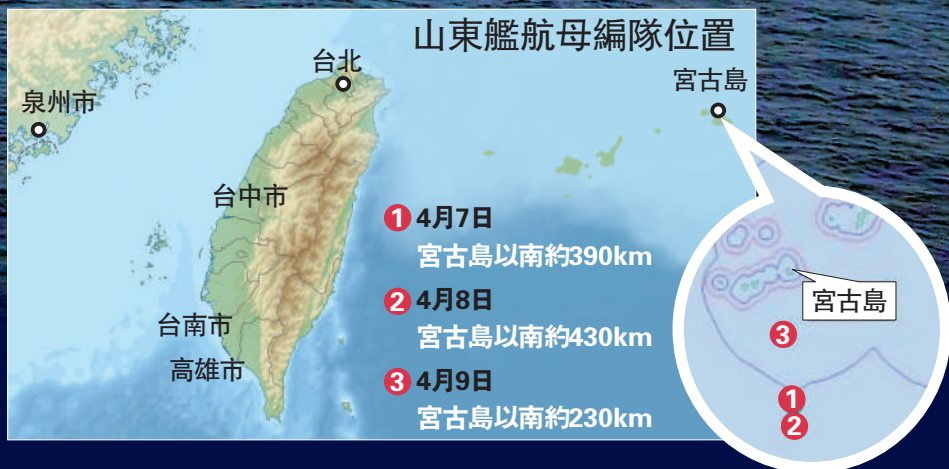 山東艦航母編隊位置
台北
宮古島
泉州市
台中市
1 4月7日
宮古島以南約390km
2 4月8日
宮古島以南約430km
台南市
高雄市
3 4月9日
宮古島以南約230km
宮古島
3
1
2